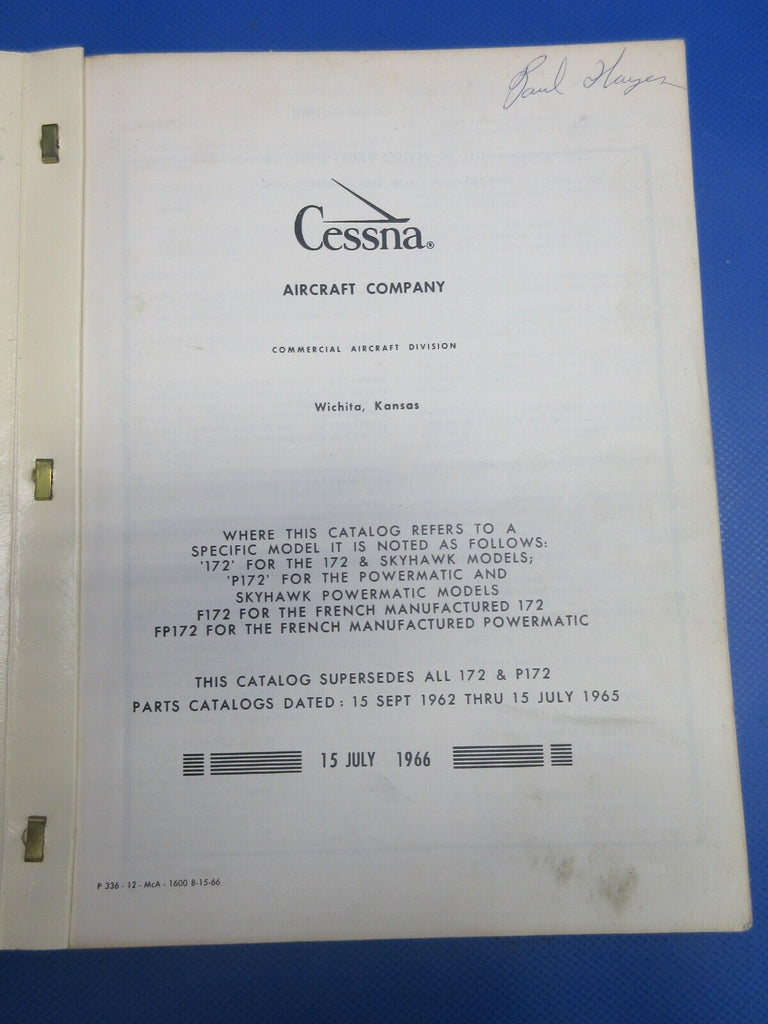 Paul Hayes
Cessna®
AIRCRAFT COMPANY
COMMERCIAL AIRCRAFT DIVISION
Wichita, Kansas
WHERE THIS CATALOG REFERS TO A
SPECIFIC MODEL IT IS NOTED AS FOLLOWS:
'172' FOR THE 172 & SKYHAWK MODELS;
'P172' FOR THE POWERMATIC AND
SKYHAWK POWERMATIC MODELS
F172 FOR THE FRENCH MANUFACTURED 172
FP172 FOR THE FRENCH MANUFACTURED POWERMATIC
THIS CATALOG SUPERSEDES ALL 172 & P172
PARTS CATALOGS DATED: 15 SEPT 1962 THRU 15 JULY 1965
15 JULY 1966
P 336 - 12 - McA - 1600 8-15-66